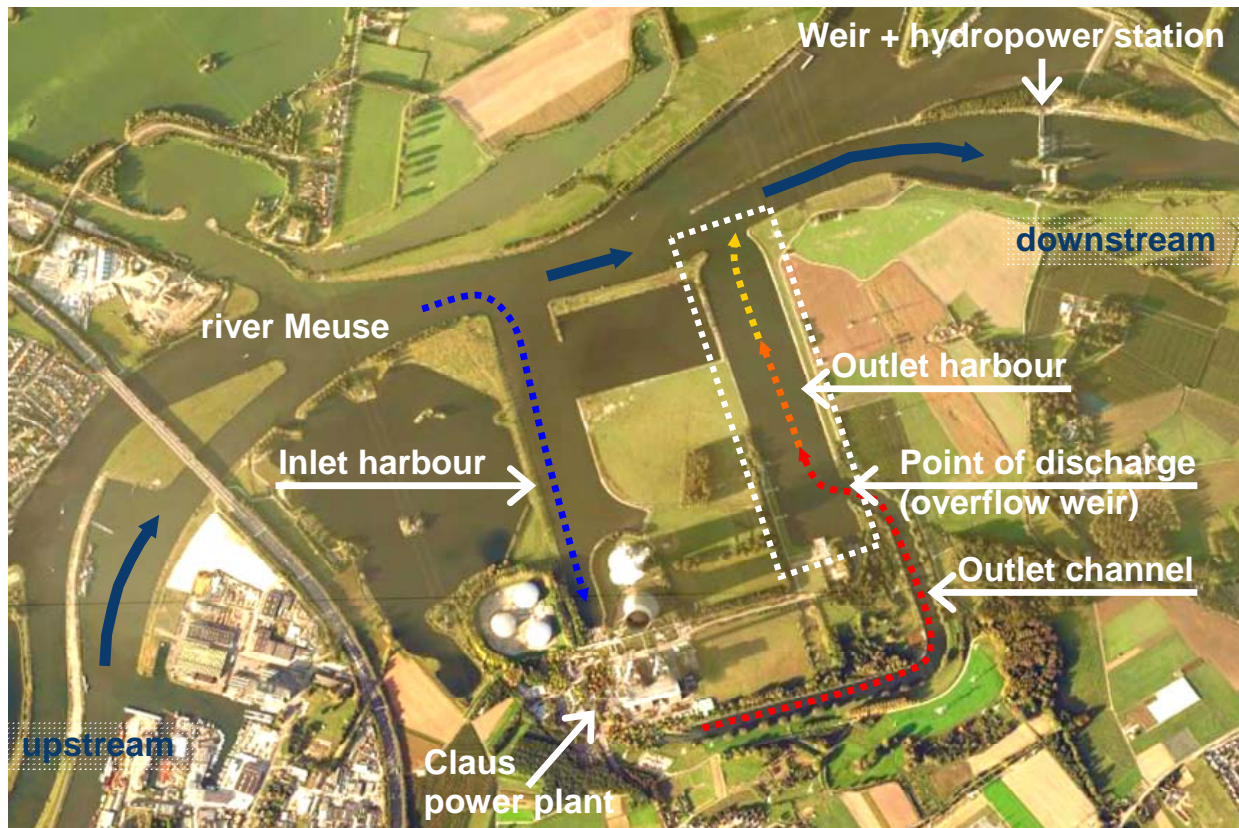 Weir + hydropower station
downstream
river Meuse
Outlet harbour
Inlet harbour
Point of discharge
(overflow weir)
Outlet channel
upstream
Claus
power plant